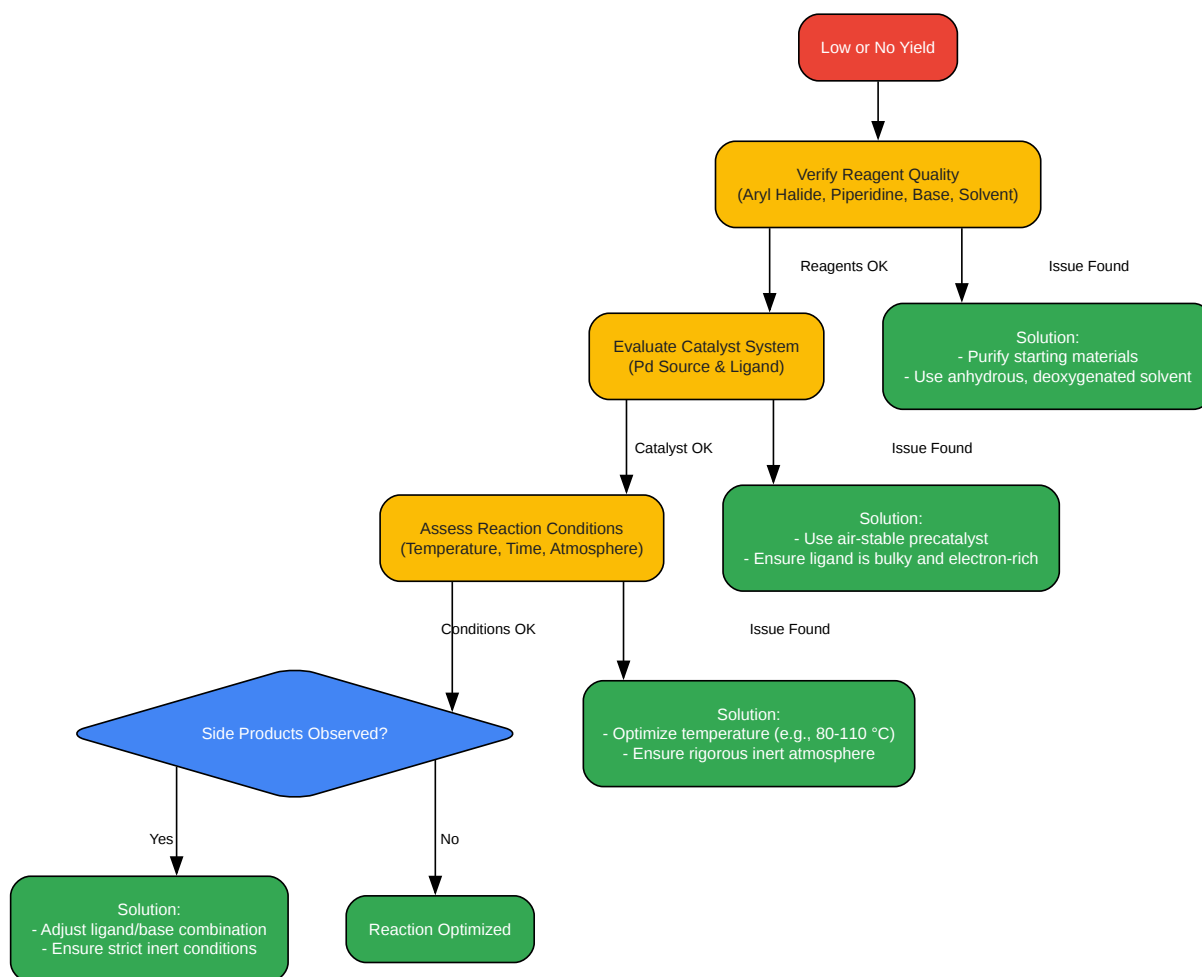 Low or No Yield
Verify Reagent Quality
(Aryl Halide, Piperidine, Base, Solvent)
Reagents OK
Issue Found
Evaluate Catalyst System
(Pd Source & Ligand)
Solution:
- Purify starting materials
- Use anhydrous, deoxygenated solvent
Catalyst OK
Issue Found
Assess Reaction Conditions
(Temperature, Time, Atmosphere)
Solution:
- Use air-stable precatalyst
- Ensure ligand is bulky and electron-rich
Conditions OK
Issue Found
Side Products Observed?
Solution:
- Optimize temperature (e.g., 80-110 °C)
- Ensure rigorous inert atmosphere
Yes
No
Solution:
- Adjust ligand/base combination
- Ensure strict inert conditions
Reaction Optimized